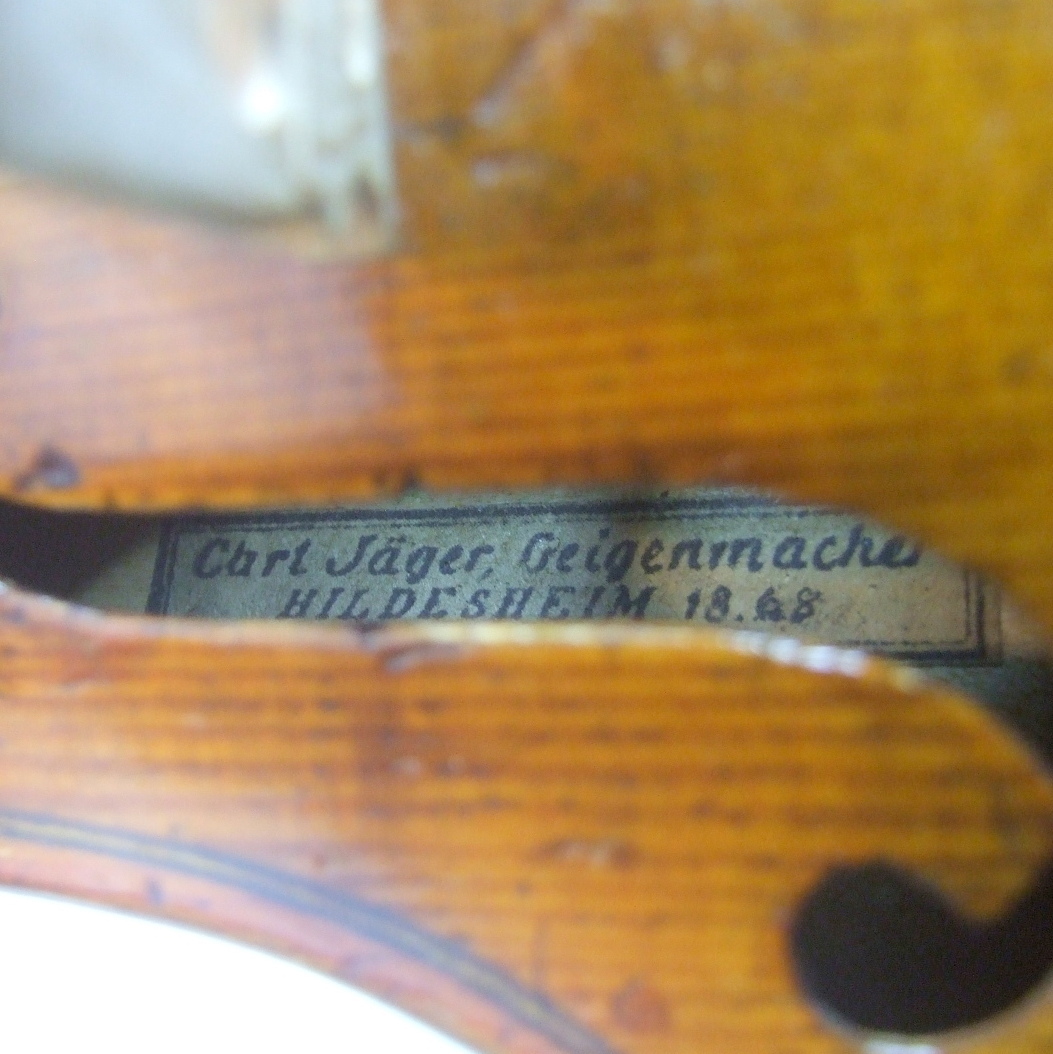 Carl Jäger, Geigenmacher
HILDESHEIM 18.68